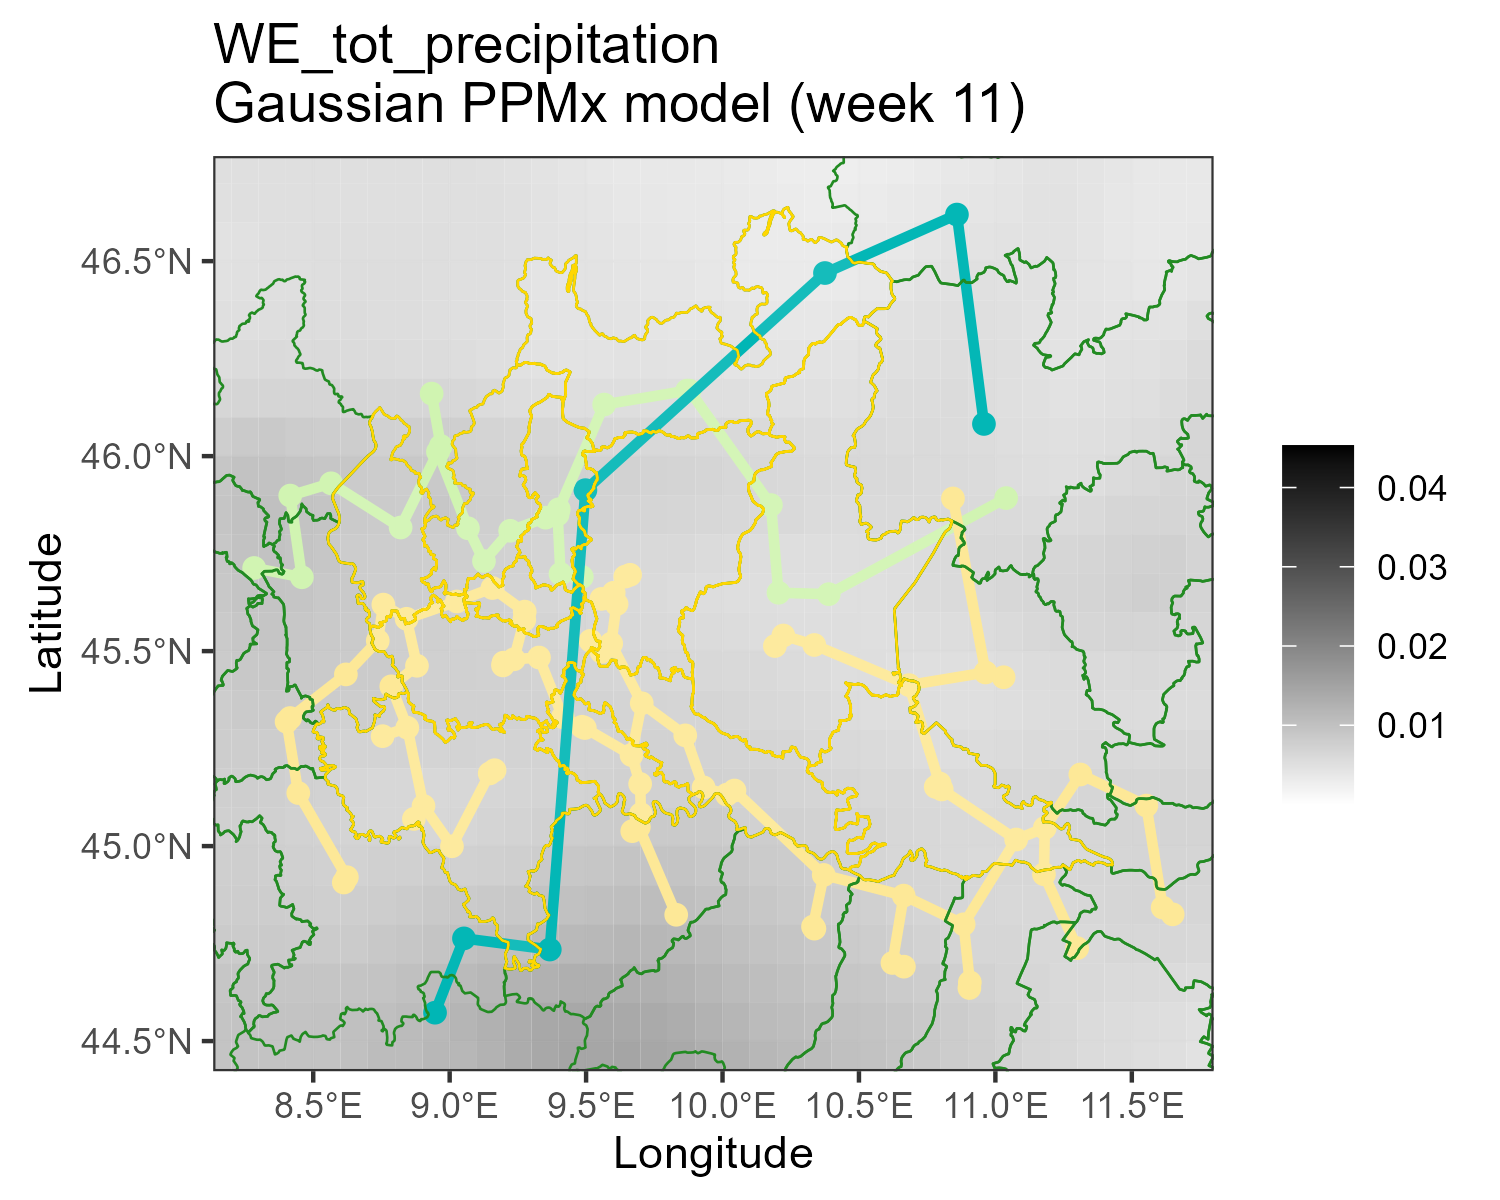 WE_tot_precipitation
Gaussian PPMx model (week 11)
46.5°N
46.0°N
45.5°N
45.0°N
44.5°N
Latitude
8.5°E 9.0°E 9.5°E 10.0°E 10.5°E 11.0°E 11.5°E
Longitude
0.04
0.03
0.02
0.01